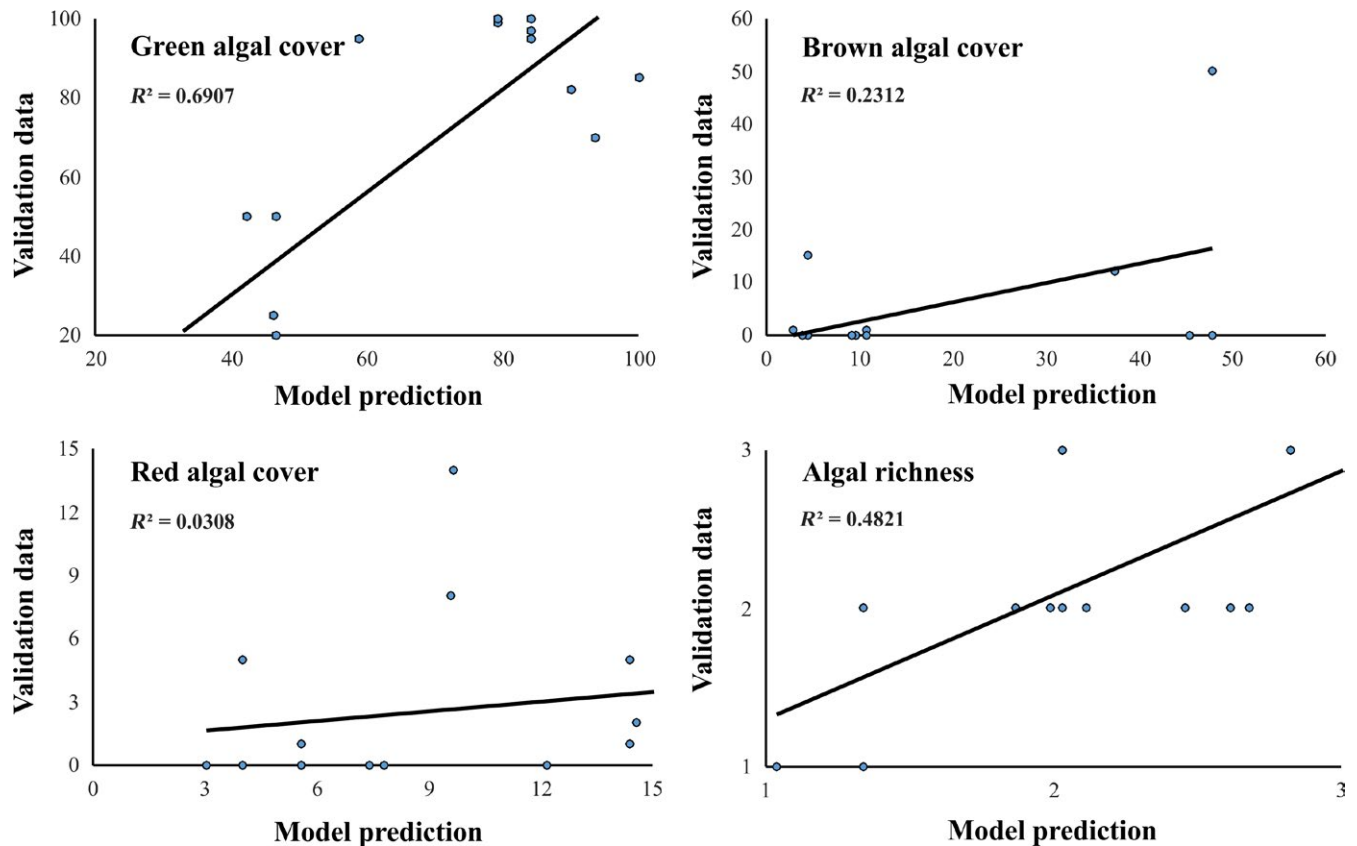 Green algal cover
R² = 0.6907
Validation data
100
80
60
40
20
20
40
60
80
100
Model prediction
Brown algal cover
R² = 0.2312
Validation data
60
50
40
30
20
10
0
0
10
20
30
40
50
60
Model prediction
Red algal cover
R² = 0.0308
Validation data
15
12
9
6
3
0
0
3
6
9
12
15
Model prediction
Algal richness
R² = 0.4821
Validation data
3
2
1
1
2
3
Model prediction